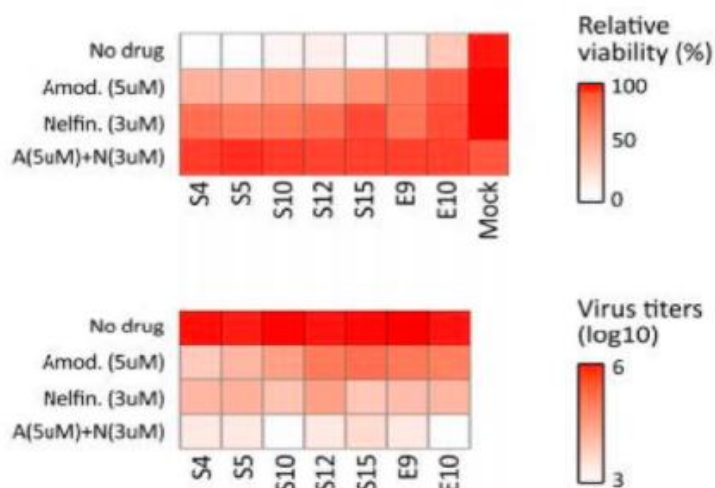 Relative
viability (%)
No drug
Amod. (5uM)
Nelfin. (3uM)
A(5uM)+N(3uM)
100
50
0
S4 S5 S10 S12 S15 E9 E10 Mock
Virus titers
(log10)
No drug
Amod. (5uM)
Nelfin. (3uM)
A(5uM)+N(3uM)
6
3
S4 S5 S10 S12 S15 E9 E10